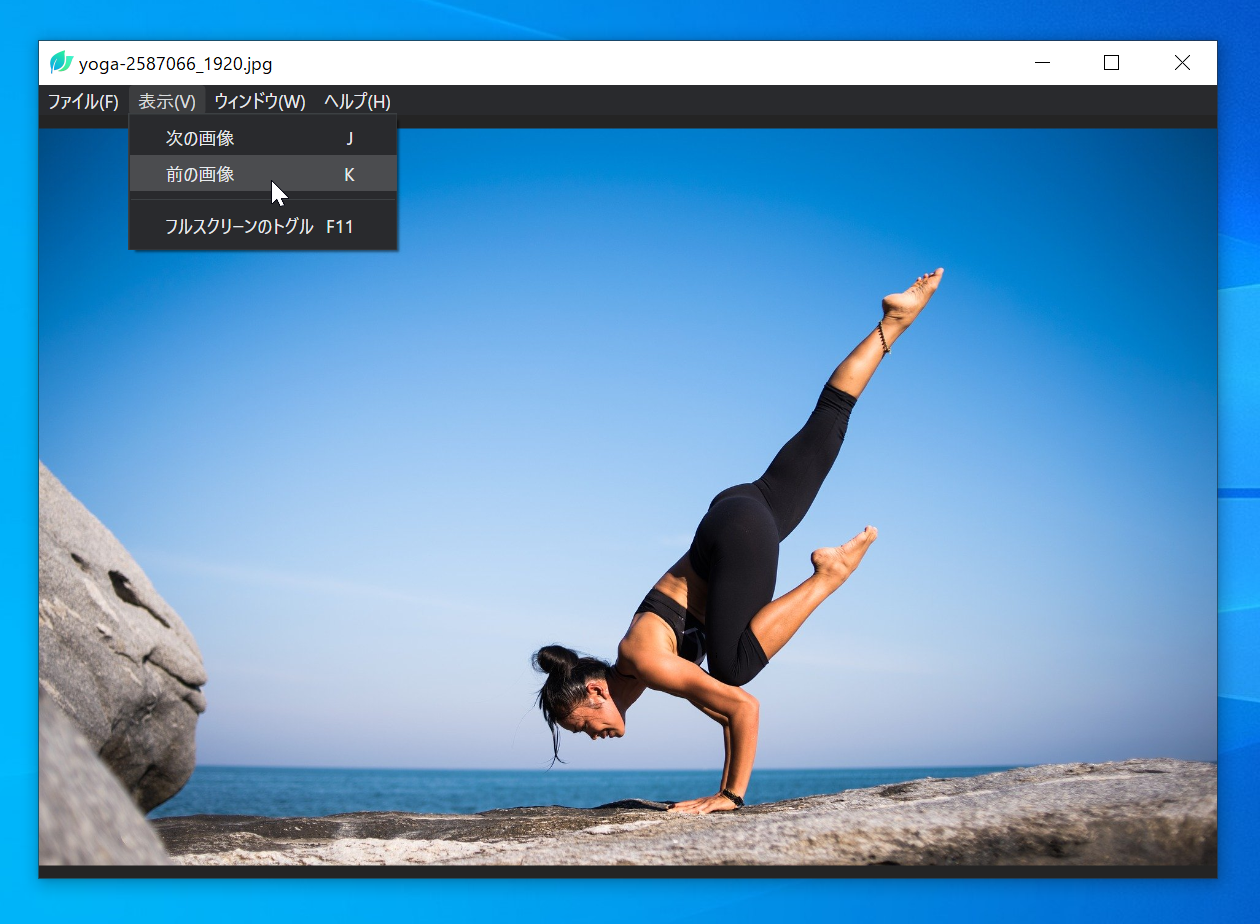 yoga-2587066_1920.jpg
ファイル(F) 表示(V) ウィンドウ(W) ヘルプ(H)
次の画像 J
前の画像 K
フルスクリーンのトグル F11